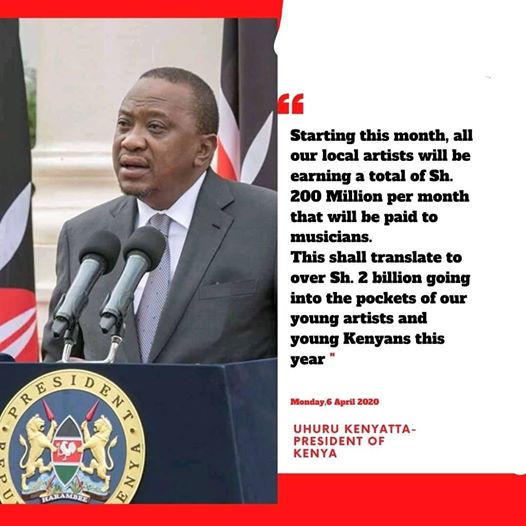 “
Starting this month, all
our local artists will be
earning a total of Sh.
200 Million per month
that will be paid to
musicians.
This shall translate to
over Sh. 2 billion going
into the pockets of our
young artists and
young Kenyans this
year "
Monday,6 April 2020
UHURU KENYATTA-
PRESIDENT OF
KENYA
PRESIDENT
HARAMBEE